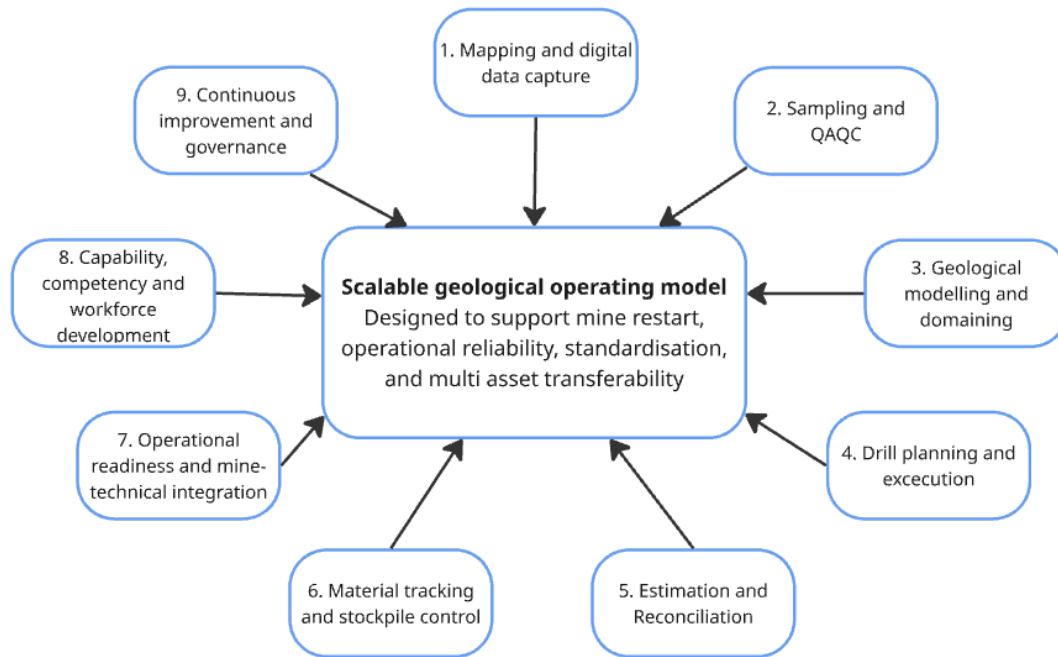 1. Mapping and digital
data capture
2. Sampling and
QAQC
3. Geological
modelling and
domaining
4. Drill planning and
excecution
5. Estimation and
Reconciliation
6. Material tracking
and stockpile control
7. Operational
readiness and mine-
technical integration
8. Capability,
competency and
workforce
development
9. Continuous
improvement and
governance
Scalable geological operating model
Designed to support mine restart,
operational reliability, standardisation,
and multi asset transferability